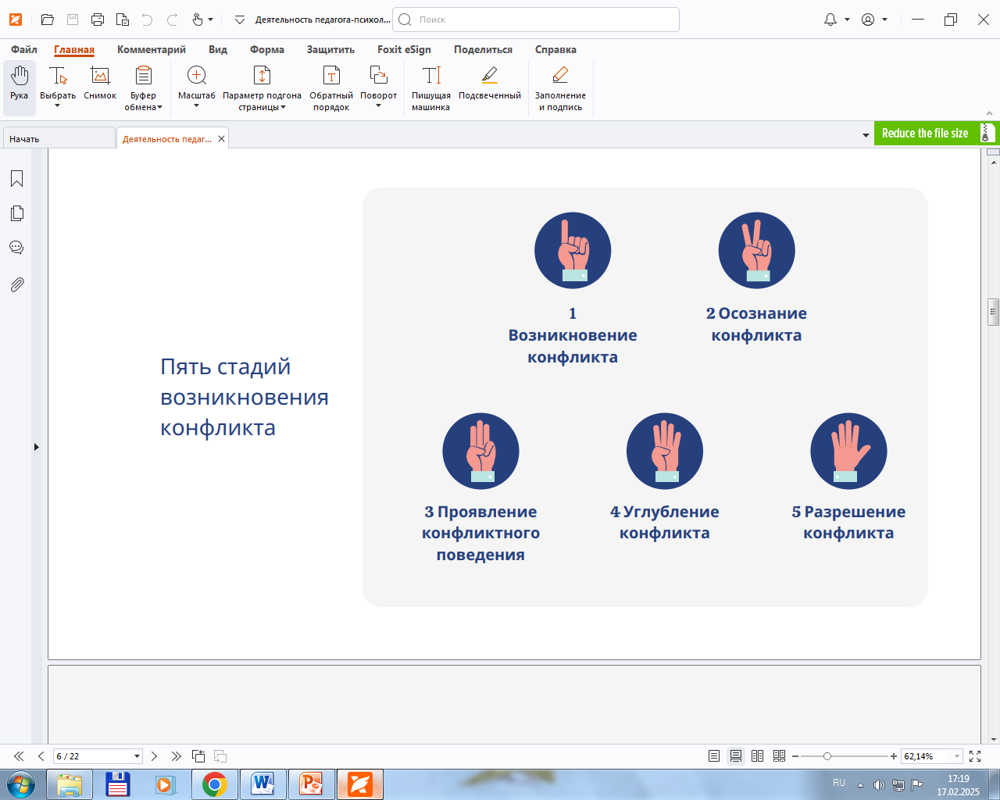 Деятельность педагога-психол...
Поиск
Файл
Главная
Комментарий
Вид
Форма
Защитить
Foxit eSign
Поделиться
Справка
Рука
Выбрать
Снимок
Буфер
обмена
Масштаб
Параметр подгона
страницы
Обратный
порядок
Поворот
Пишущая
машинка
Подсвеченный
Заполнение
и подпись
Начать
Деятельность педаг...
Reduce the file size
Пять стадий
возникновения
конфликта
1
Возникновение
конфликта
2 Осознание
конфликта
3 Проявление
конфликтного
поведения
4 Углубление
конфликта
5 Разрешение
конфликта
6 / 22
62,14%
RU
17:19
17.02.2025